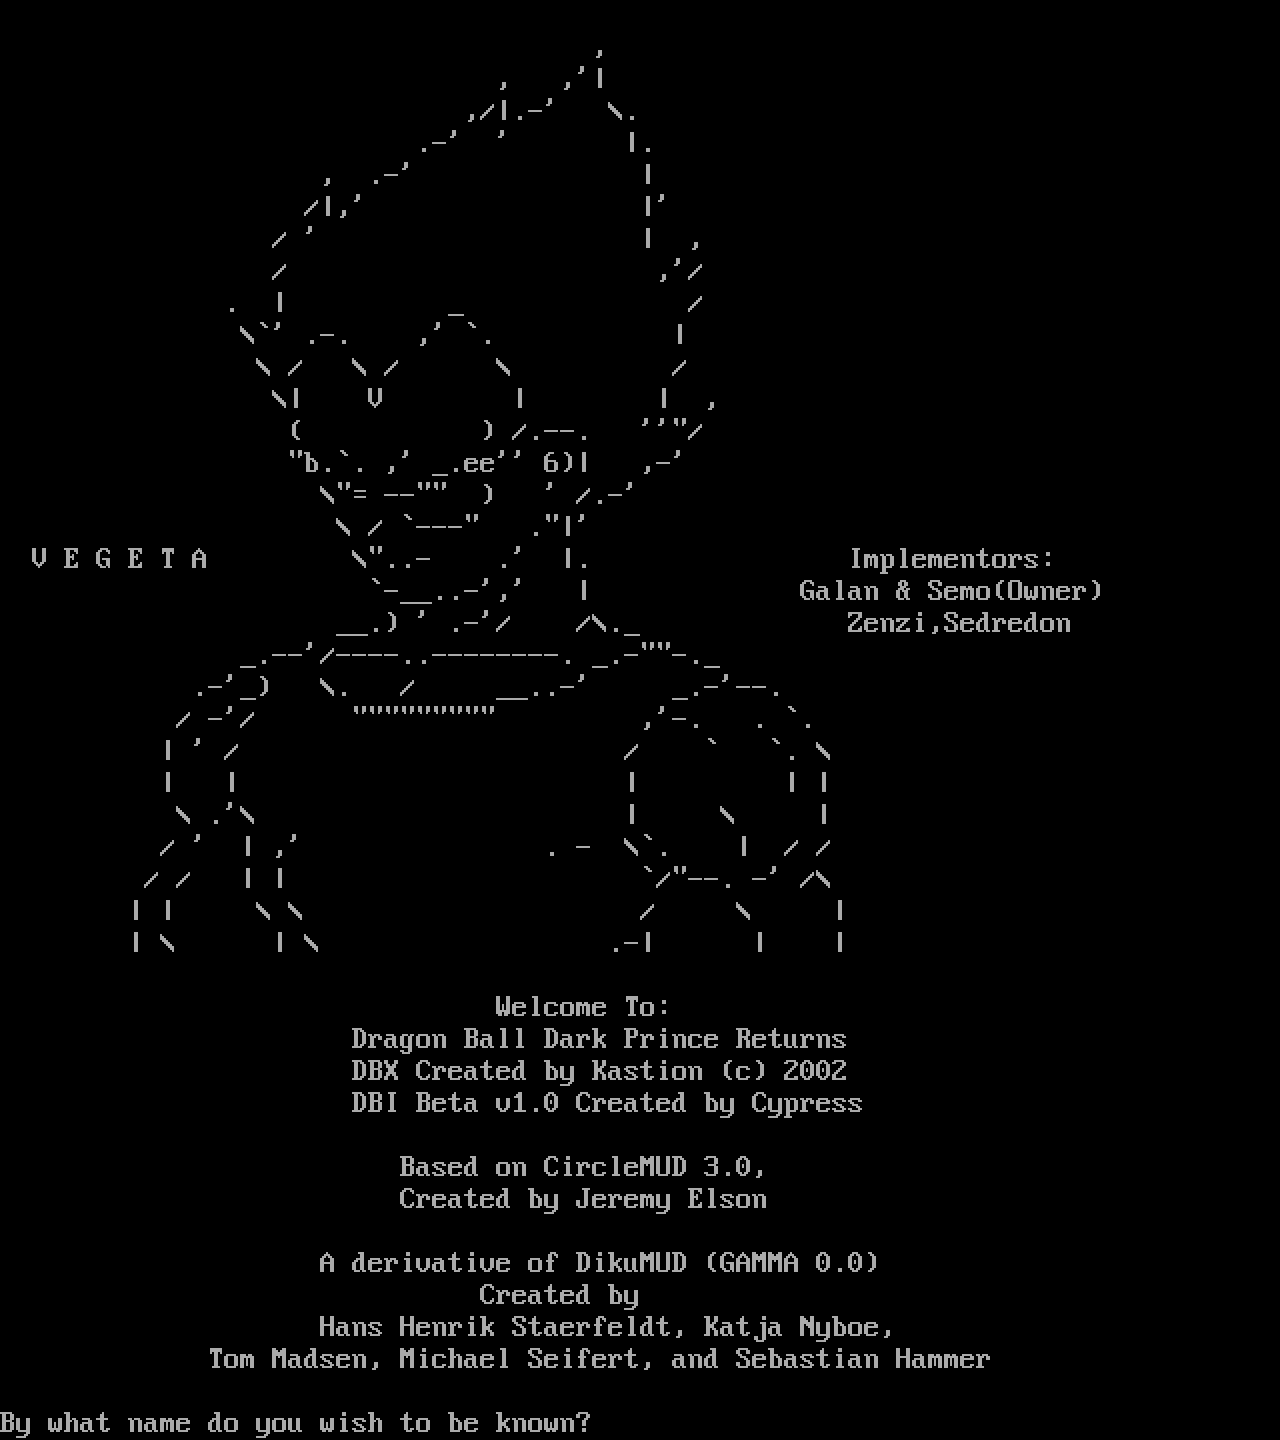 V E G E T A
Implementors:
Galan & Semo(Owner)
Zenzi,Sedredon
Welcome To:
Dragon Ball Dark Prince Returns
DBX Created by Kastion (c) 2002
DBI Beta v1.0 Created by Cypress
Based on CircleMUD 3.0,
Created by Jeremy Elson
A derivative of DikuMUD (GAMMA 0.0)
Created by
Hans Henrik Staerfeldt, Katja Nyboe,
Tom Madsen, Michael Seifert, and Sebastian Hammer
By what name do you wish to be known?